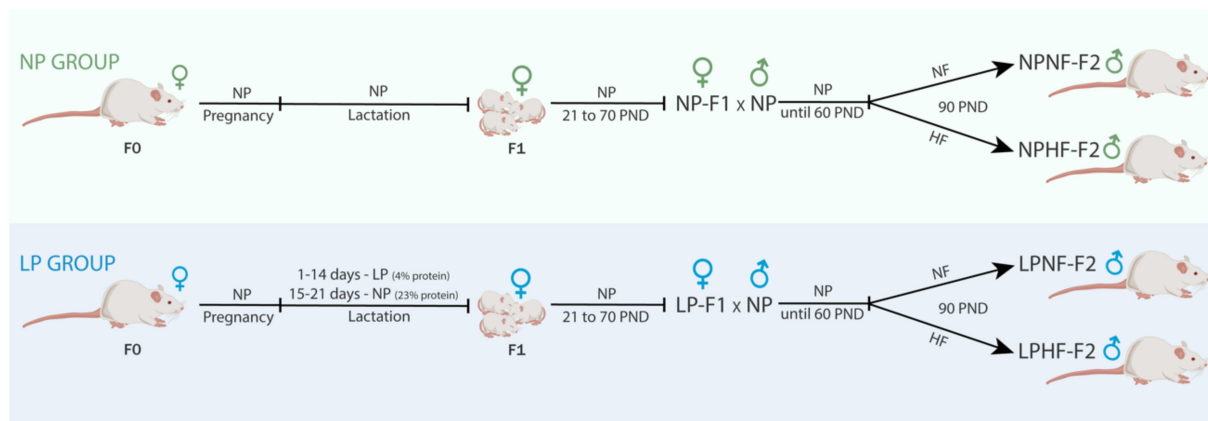 NP GROUP
♀
F0
NP
Pregnancy
NP
Lactation
♀
F1
NP
21 to 70 PND
♀ ♂
NP-F1 x NP
NP
until 60 PND
NF
90 PND
HF
NPNF-F2 ♂
NPHF-F2 ♂
LP GROUP
♀
F0
NP
Pregnancy
1-14 days - LP (4% protein)
15-21 days - NP (23% protein)
Lactation
♀
F1
NP
21 to 70 PND
♀ ♂
LP-F1 x NP
NP
until 60 PND
NF
90 PND
HF
LPNF-F2 ♂
LPHF-F2 ♂